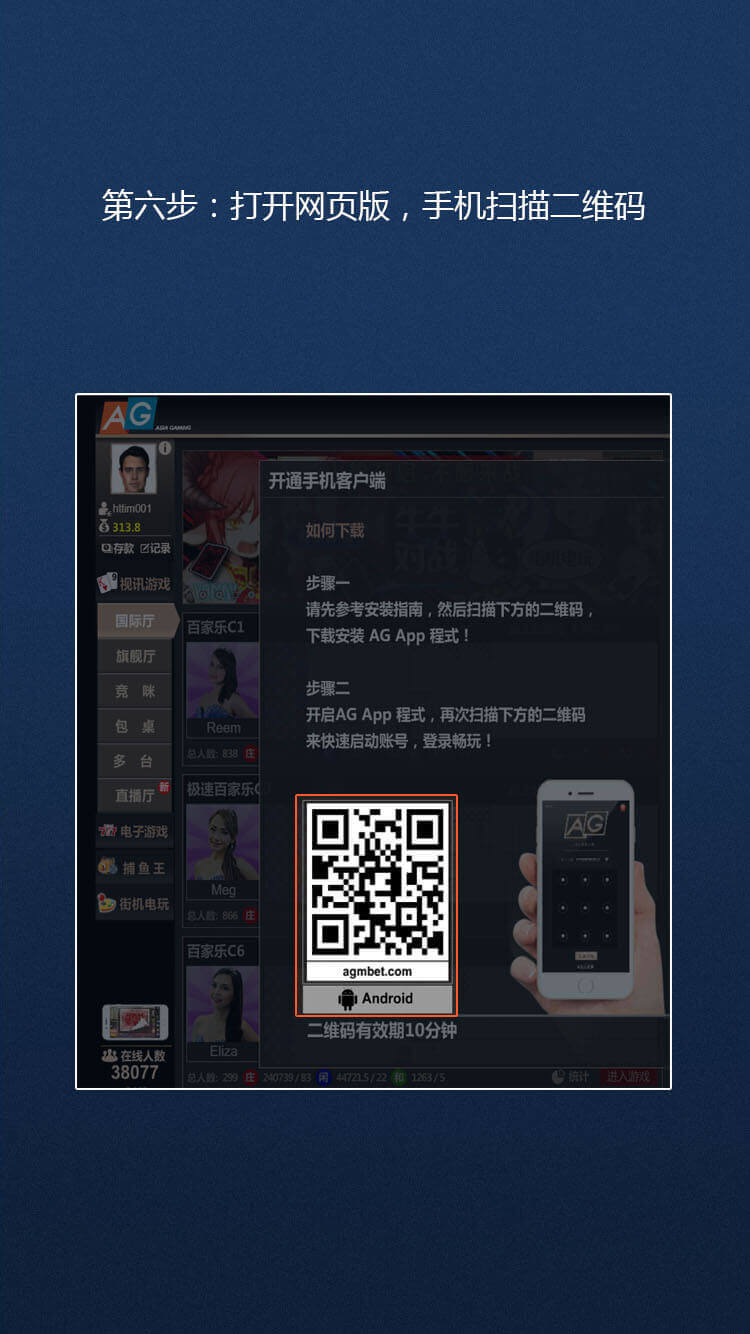 第六步：打开网页版，手机扫描二维码
AG ASIA GAMING
httim001
313.8
存款 记录
视讯游戏
国际厅
旗舰厅
竞 咪
包 桌
多 台
直播厅 新
电子游戏
捕鱼王
街机电玩
在线人数
38077
百家乐C1
Reem
总人数: 838 庄
极速百家乐C
Meg
总人数: 866 庄
百家乐C6
Eliza
总人数: 299 庄 240739 / 83 闲 44721.5 / 22 和 1263 / 5
统计 进入游戏
开通手机客户端
如何下载
步骤一
请先参考安装指南，然后扫描下方的二维码，
下载安装 AG App 程式！
步骤二
开启AG App 程式，再次扫描下方的二维码
来快速启动账号，登录畅玩！
agmbet.com
Android
二维码有效期10分钟
AG